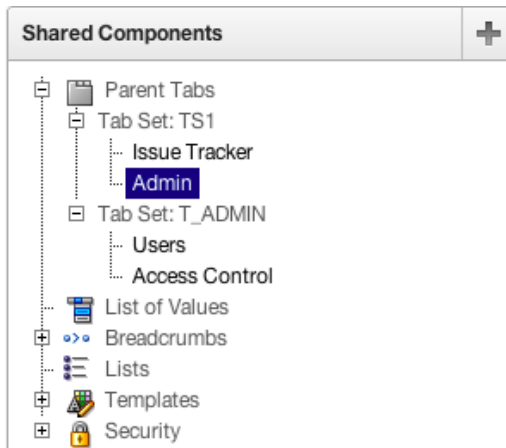 Shared Components
Parent Tabs
Tab Set: TS1
Issue Tracker
Admin
Tab Set: T_ADMIN
Users
Access Control
List of Values
Breadcrumbs
Lists
Templates
Security